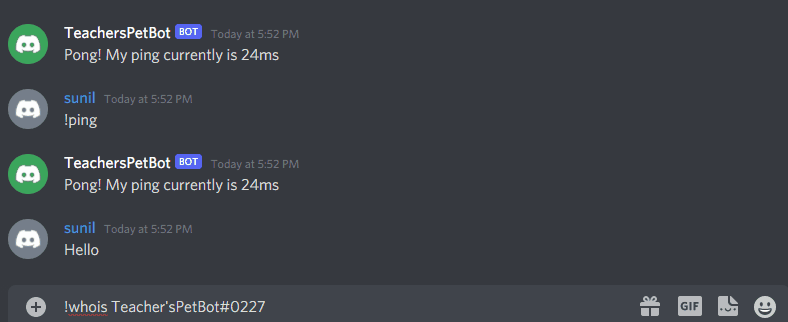 TeachersPetBot BOT Today at 5:52 PM
Pong! My ping currently is 24ms
sunil Today at 5:52 PM
!ping
TeachersPetBot BOT Today at 5:52 PM
Pong! My ping currently is 24ms
sunil Today at 5:52 PM
Hello
!whois Teacher'sPetBot#0227 GIF